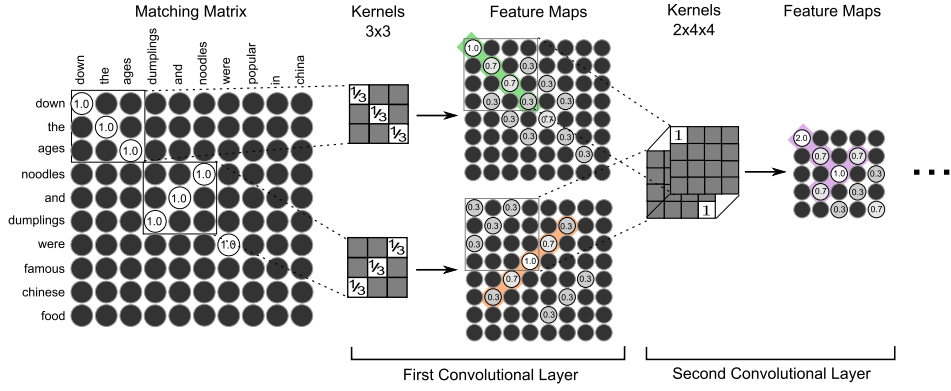 Matching Matrix
down the ages dumplings and noodles were popular in china
down 1.0
the 1.0
ages 1.0
noodles 1.0
and 1.0
dumplings 1.0
were 1.0
famous
chinese
food
Kernels
3x3
1/3
1/3
1/3
1/3
1/3
1/3
Feature Maps
1.0
0.7 0.3
0.7 0.3
0.3 0.3 0.3
0.3 0.7
0.3 0.3
0.3
0.3 0.3
0.3 0.3
0.3 0.7
1.0
0.7 0.3
0.3 0.3
0.3
First Convolutional Layer
Kernels
2x4x4
1
1
Feature Maps
2.0
0.7 0.7
1.0 0.3
0.7 0.3
0.3 0.7
...
Second Convolutional Layer